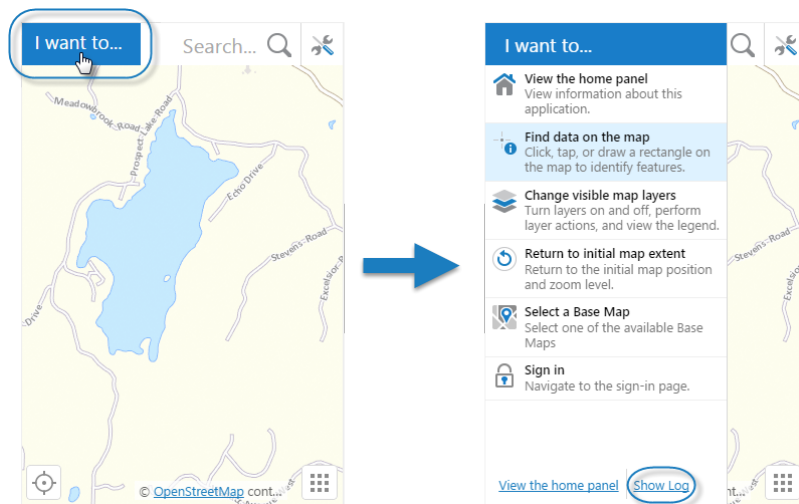 I want to...
Search...
Meadowbrook Road
Prospect Lake Road
Echo Drive
Stevens Road
Drive
© OpenStreetMap cont...
I want to...
View the home panel
View information about this
application.
Find data on the map
Click, tap, or draw a rectangle on
the map to identify features.
Change visible map layers
Turn layers on and off, perform
layer actions, and view the legend.
Return to initial map extent
Return to the initial map position
and zoom level.
Select a Base Map
Select one of the available Base
Maps
Sign in
Navigate to the sign-in page.
View the home panel
Show Log
Stevens Road